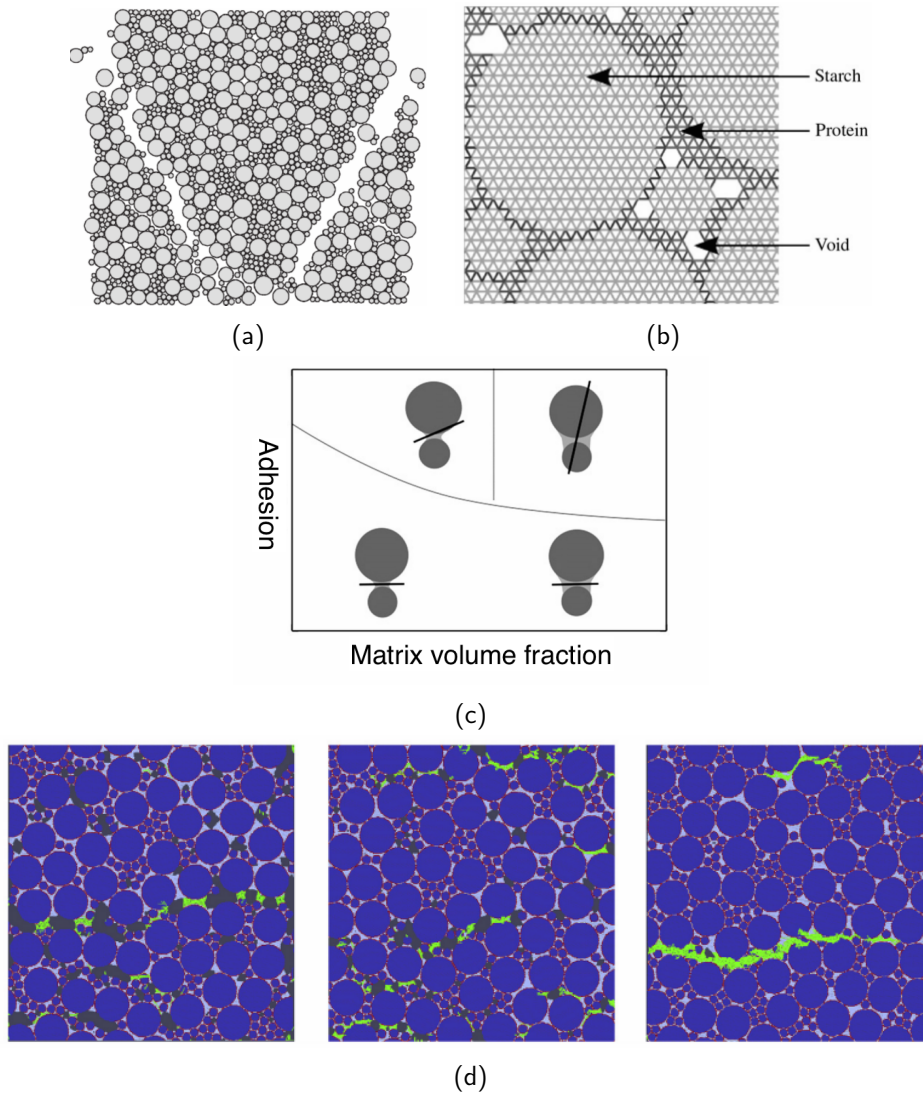 Starch
Protein
Void
(a)
(b)
Adhesion
Matrix volume fraction
(c)
(d)